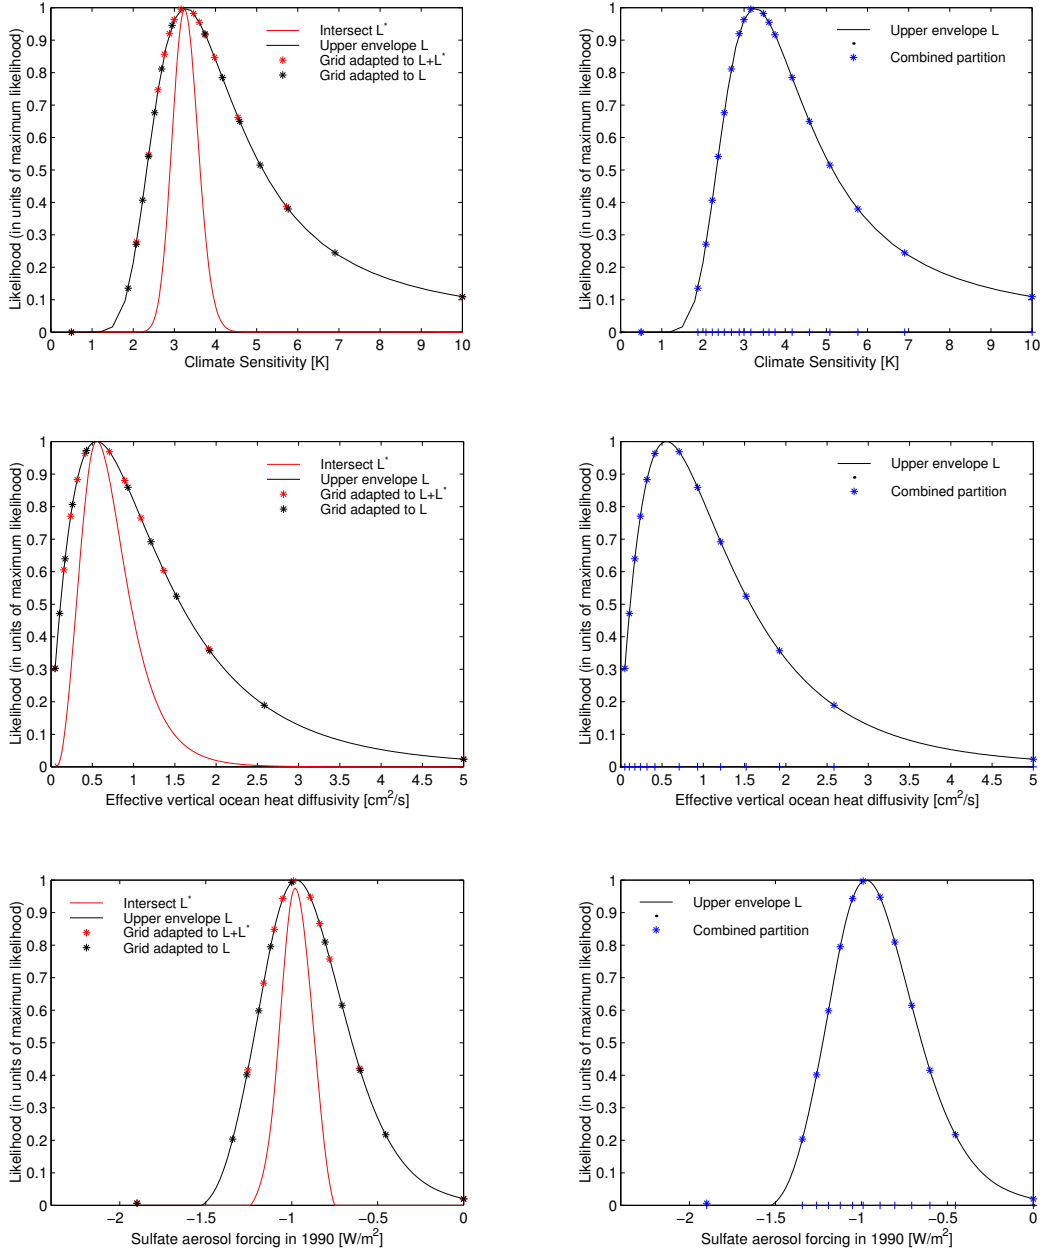 Likelihood (in units of maximum likelihood)
1
0.9
0.8
0.7
0.6
0.5
0.4
0.3
0.2
0.1
0
Intersect L*
Upper envelope L
Grid adapted to L+L*
Grid adapted to L
0 1 2 3 4 5 6 7 8 9 10
Climate Sensitivity [K]
Likelihood (in units of maximum likelihood)
1
0.9
0.8
0.7
0.6
0.5
0.4
0.3
0.2
0.1
0
Upper envelope L
Combined partition
0 1 2 3 4 5 6 7 8 9 10
Climate Sensitivity [K]
Likelihood (in units of maximum likelihood)
1
0.9
0.8
0.7
0.6
0.5
0.4
0.3
0.2
0.1
0
Intersect L*
Upper envelope L
Grid adapted to L+L*
Grid adapted to L
0 0.5 1 1.5 2 2.5 3 3.5 4 4.5 5
Effective vertical ocean heat diffusivity [cm²/s]
Likelihood (in units of maximum likelihood)
1
0.9
0.8
0.7
0.6
0.5
0.4
0.3
0.2
0.1
0
Upper envelope L
Combined partition
0 0.5 1 1.5 2 2.5 3 3.5 4 4.5 5
Effective vertical ocean heat diffusivity [cm²/s]
Likelihood (in units of maximum likelihood)
1
0.9
0.8
0.7
0.6
0.5
0.4
0.3
0.2
0.1
0
Intersect L*
Upper envelope L
Grid adapted to L+L*
Grid adapted to L
−2 −1.5 −1 −0.5 0
Sulfate aerosol forcing in 1990 [W/m²]
Likelihood (in units of maximum likelihood)
1
0.9
0.8
0.7
0.6
0.5
0.4
0.3
0.2
0.1
0
Upper envelope L
Combined partition
−2 −1.5 −1 −0.5 0
Sulfate aerosol forcing in 1990 [W/m²]